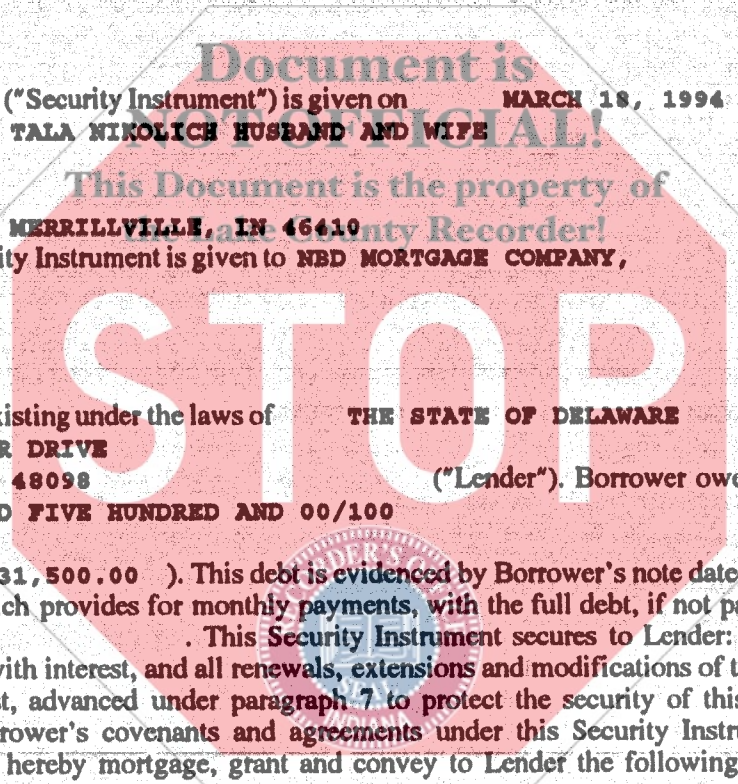 Document is
("Security Instrument") is given on MARCH 18, 1994
TALA NIKOLICH HUSBAND AND WIFE
NOT OFFICIAL!
This Document is the property of
MERRILLVILLE, IN 46410
the Lake County Recorder!
ity Instrument is given to NBD MORTGAGE COMPANY,
STOP
xisting under the laws of THE STATE OF DELAWARE
R DRIVE
48098 ("Lender"). Borrower owe
D FIVE HUNDRED AND 00/100
31,500.00 ). This debt is evidenced by Borrower's note date
ch provides for monthly payments, with the full debt, if not pa
. This Security Instrument secures to Lender:
with interest, and all renewals, extensions and modifications of t
st, advanced under paragraph 7 to protect the security of this
rower's covenants and agreements under this Security Instru
hereby mortgage, grant and convey to Lender the following
RECORDER'S OFFICE
SEAL
INDIANA